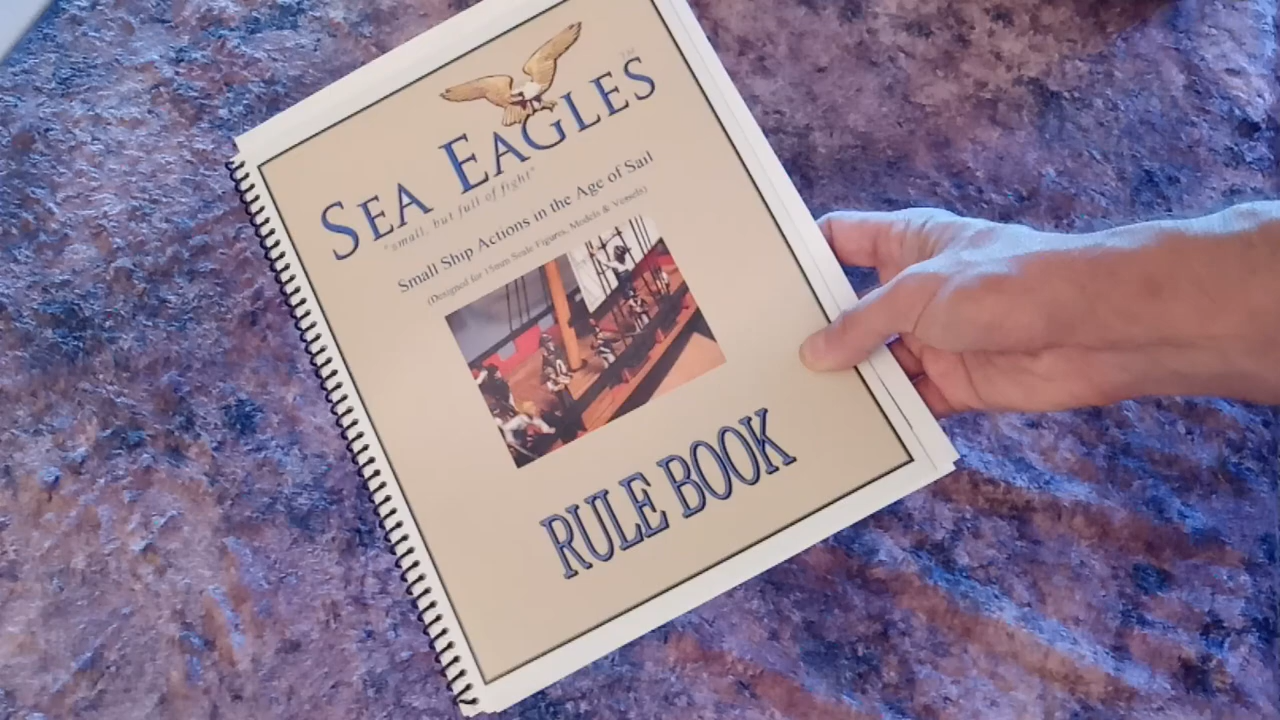 SEA EAGLES™
"small, but full of fight"
Small Ship Actions in the Age of Sail
(Designed for 15mm Scale Figures, Models & Vessels)
RULE BOOK